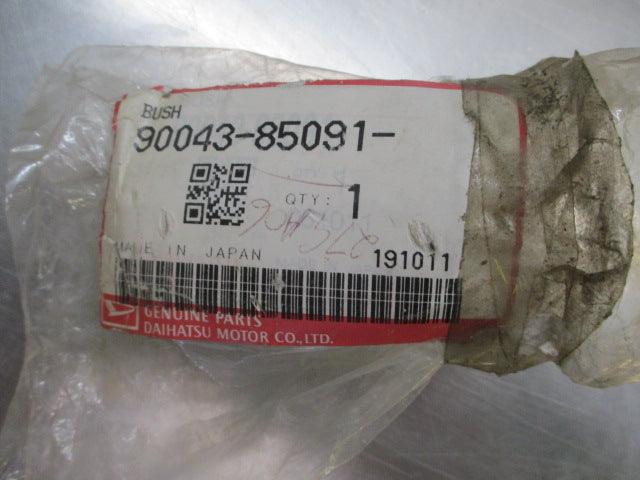 BUSH
90043-85091-
QTY: 1
MADE IN JAPAN 191011
GENUINE PARTS
DAIHATSU MOTOR CO.,LTD.